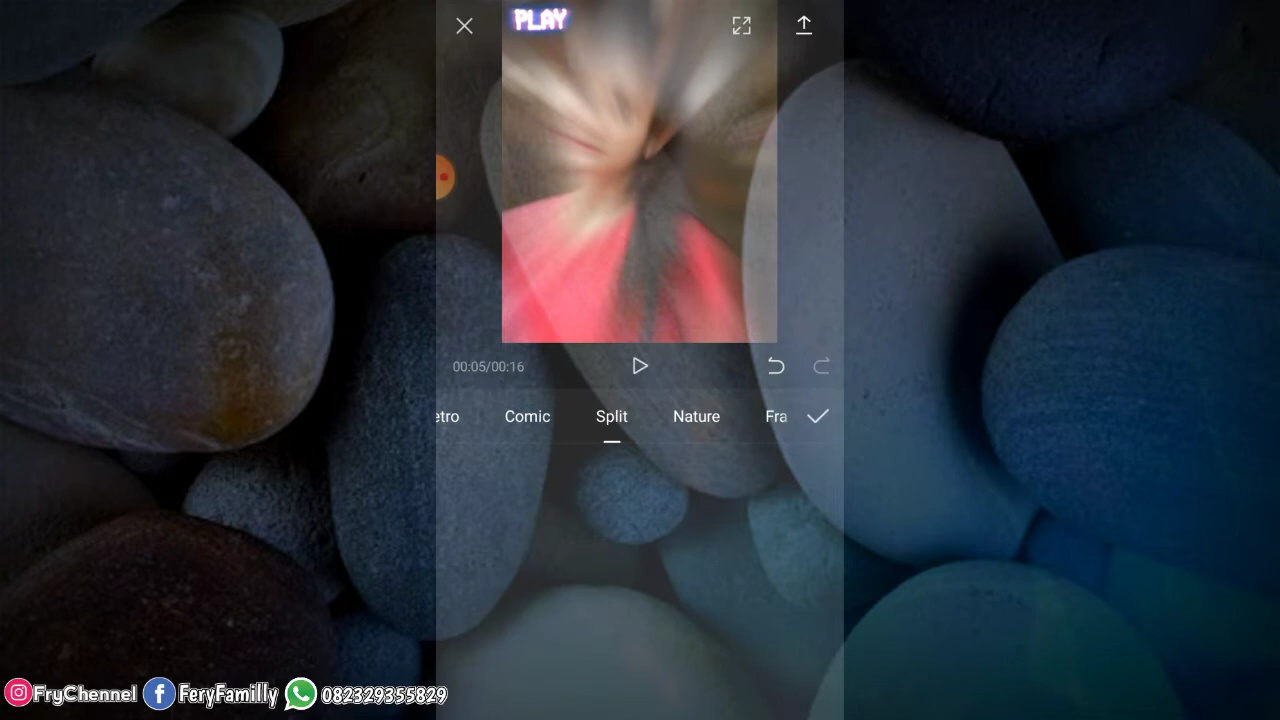 PLAY
00:05/00:16
etro Comic Split Nature Fra
FryChennel FeryFamilly 082329355829